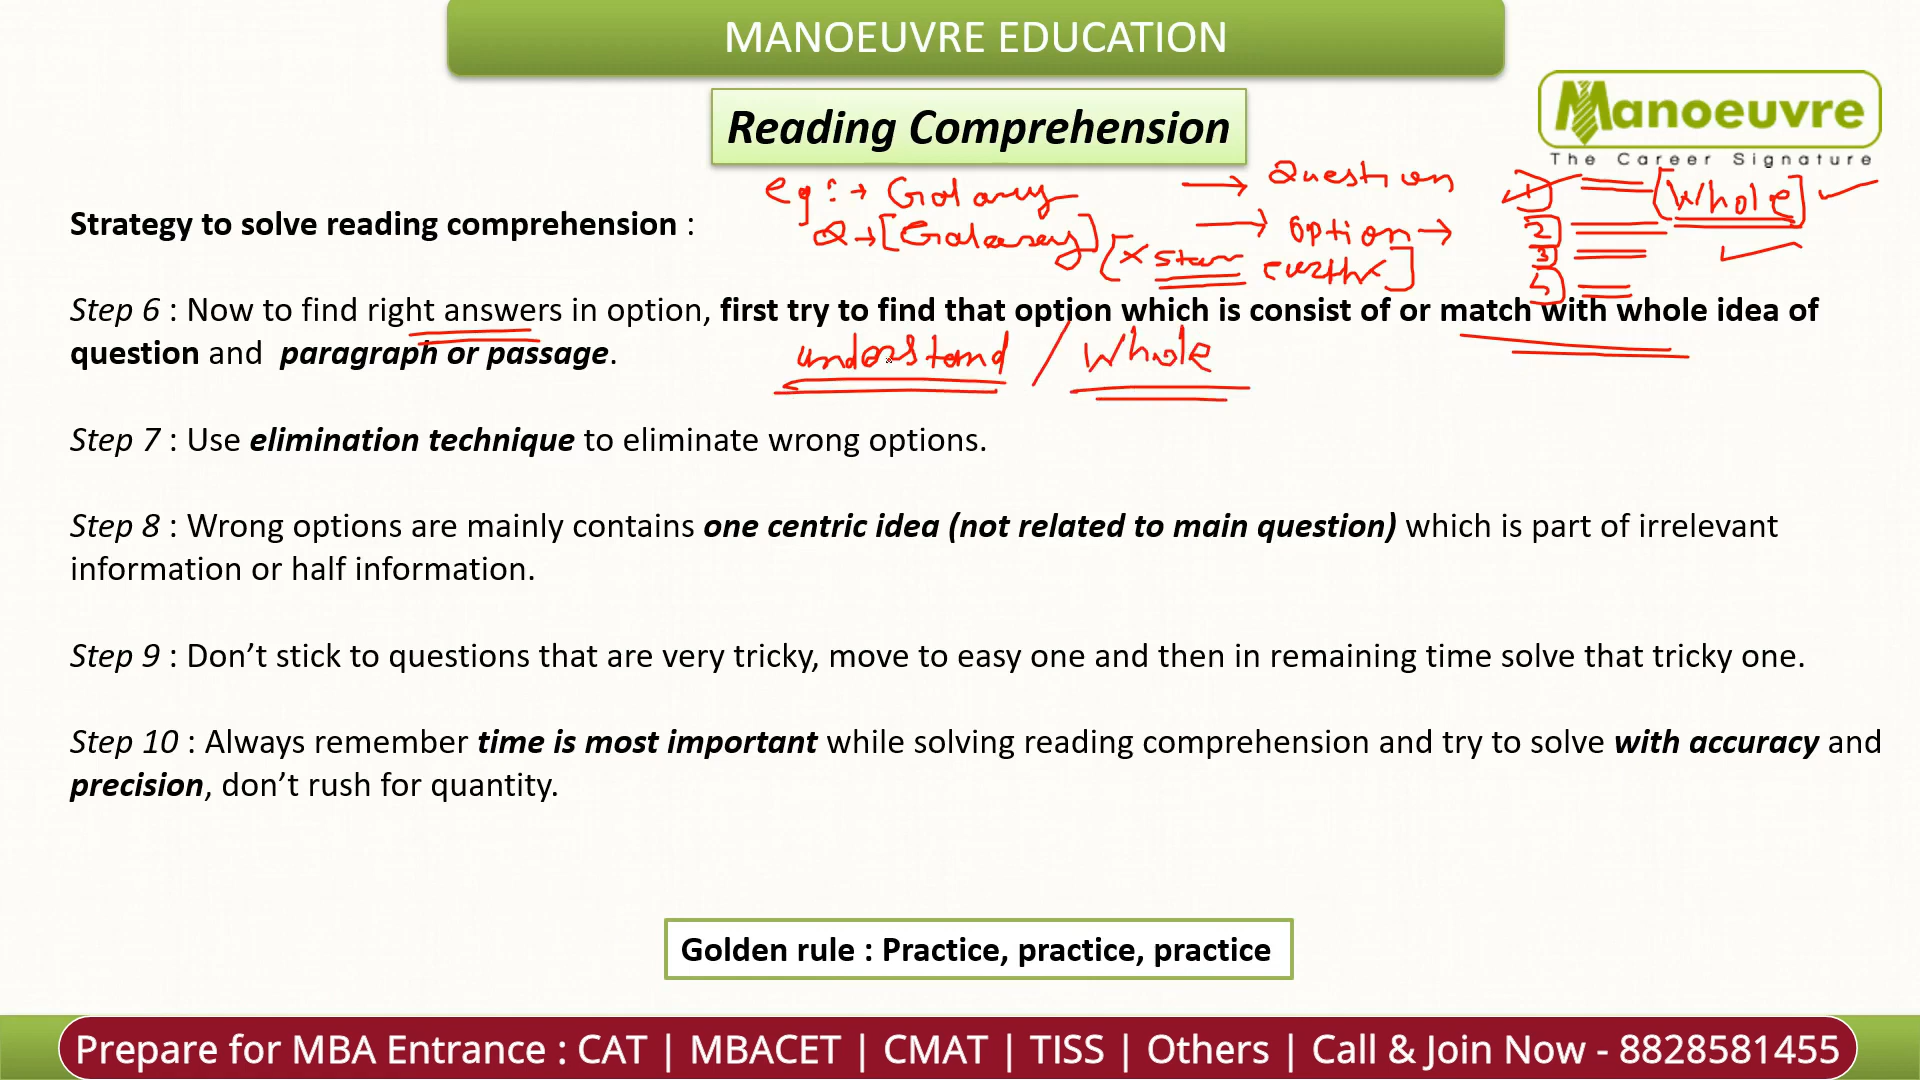 MANOEUVRE EDUCATION
Reading Comprehension
Manoeuvre
The Career Signature
eg: → Galaxy → Question 1 [Whole]
Q → [Galaxy] → option → 2
[x star earth x] 3
5
Strategy to solve reading comprehension :
Step 6 : Now to find right answers in option, first try to find that option which is consist of or match with whole idea of
question and paragraph or passage.
understand / Whole
Step 7 : Use elimination technique to eliminate wrong options.
Step 8 : Wrong options are mainly contains one centric idea (not related to main question) which is part of irrelevant
information or half information.
Step 9 : Don’t stick to questions that are very tricky, move to easy one and then in remaining time solve that tricky one.
Step 10 : Always remember time is most important while solving reading comprehension and try to solve with accuracy and
precision, don’t rush for quantity.
Golden rule : Practice, practice, practice
Prepare for MBA Entrance : CAT | MBACET | CMAT | TISS | Others | Call & Join Now - 8828581455